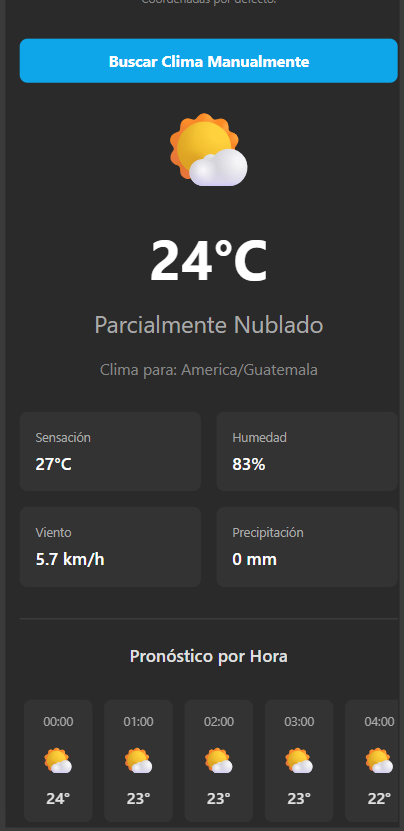 Coordenadas por defecto.
Buscar Clima Manualmente
24°C
Parcialmente Nublado
Clima para: America/Guatemala
Sensación
Humedad
27°C
83%
Viento
Precipitación
5.7 km/h
0 mm
Pronóstico por Hora
00:00 01:00 02:00 03:00 04:00
24° 23° 23° 23° 22°